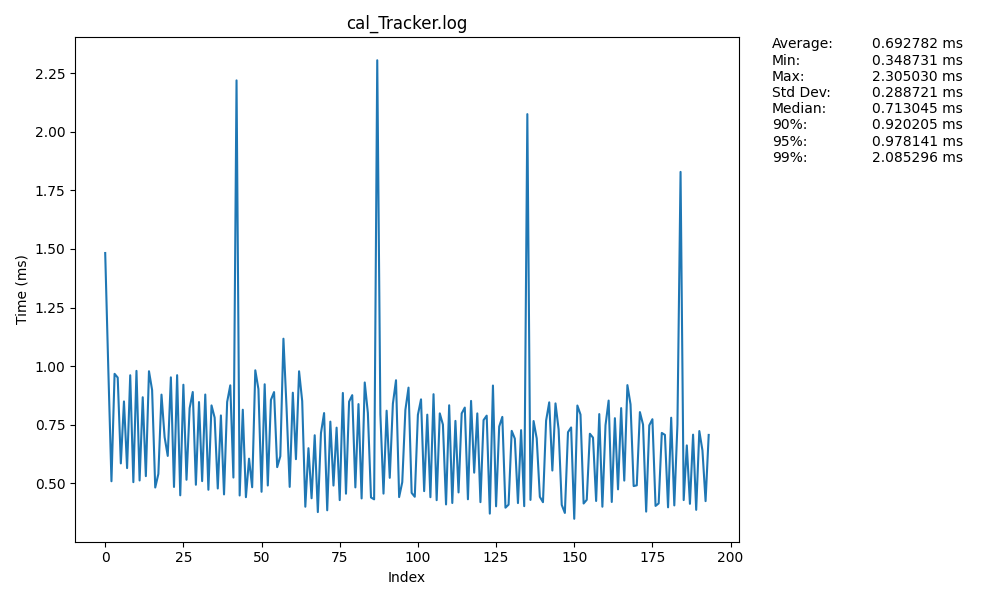 cal_Tracker.log
Average: 0.692782 ms
Min: 0.348731 ms
Max: 2.305030 ms
Std Dev: 0.288721 ms
Median: 0.713045 ms
90%: 0.920205 ms
95%: 0.978141 ms
99%: 2.085296 ms
Time (ms)
2.25
2.00
1.75
1.50
1.25
1.00
0.75
0.50
0 25 50 75 100 125 150 175 200
Index